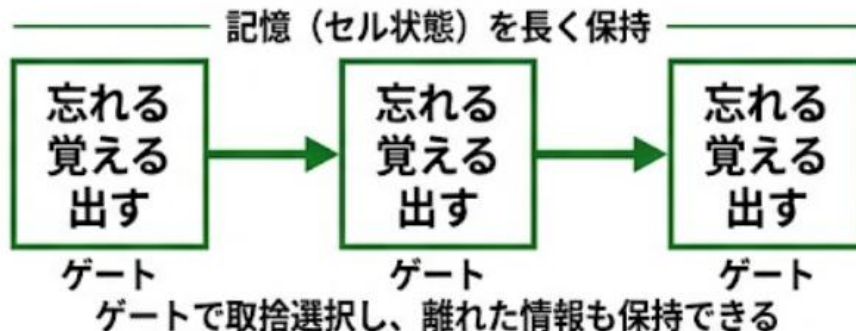 記憶（セル状態）を長く保持
忘れる
覚える
出す
忘れる
覚える
出す
忘れる
覚える
出す
ゲート
ゲート
ゲート
ゲートで取捨選択し、離れた情報も保持できる